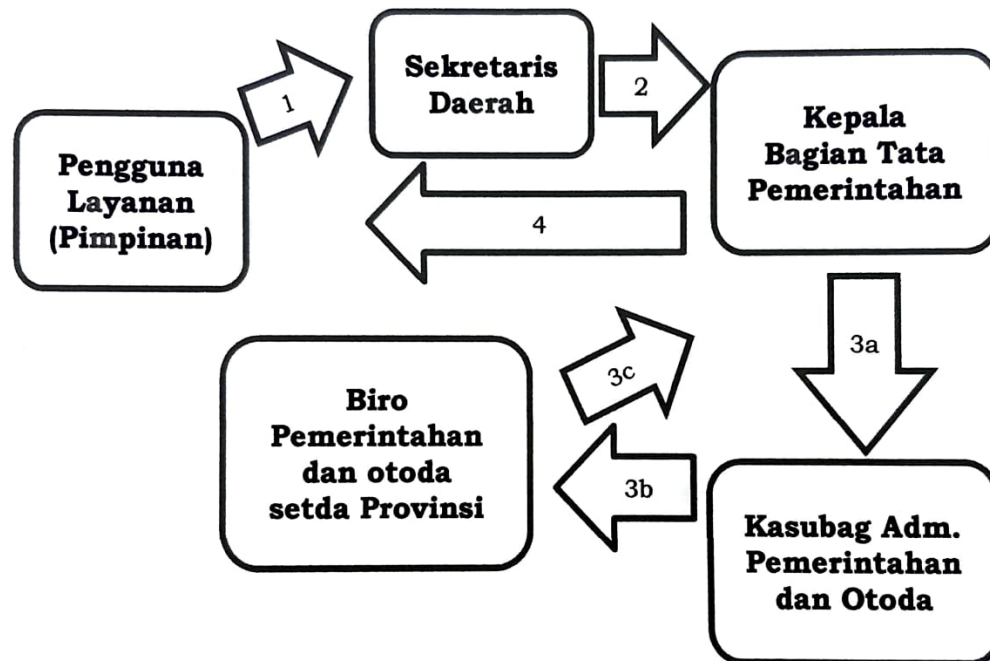 Pengguna
Layanan
(Pimpinan)
1
Sekretaris
Daerah
2
Kepala
Bagian Tata
Pemerintahan
4
3a
3c
Biro
Pemerintahan
dan otoda
setda Provinsi
3b
Kasubag Adm.
Pemerintahan
dan Otoda